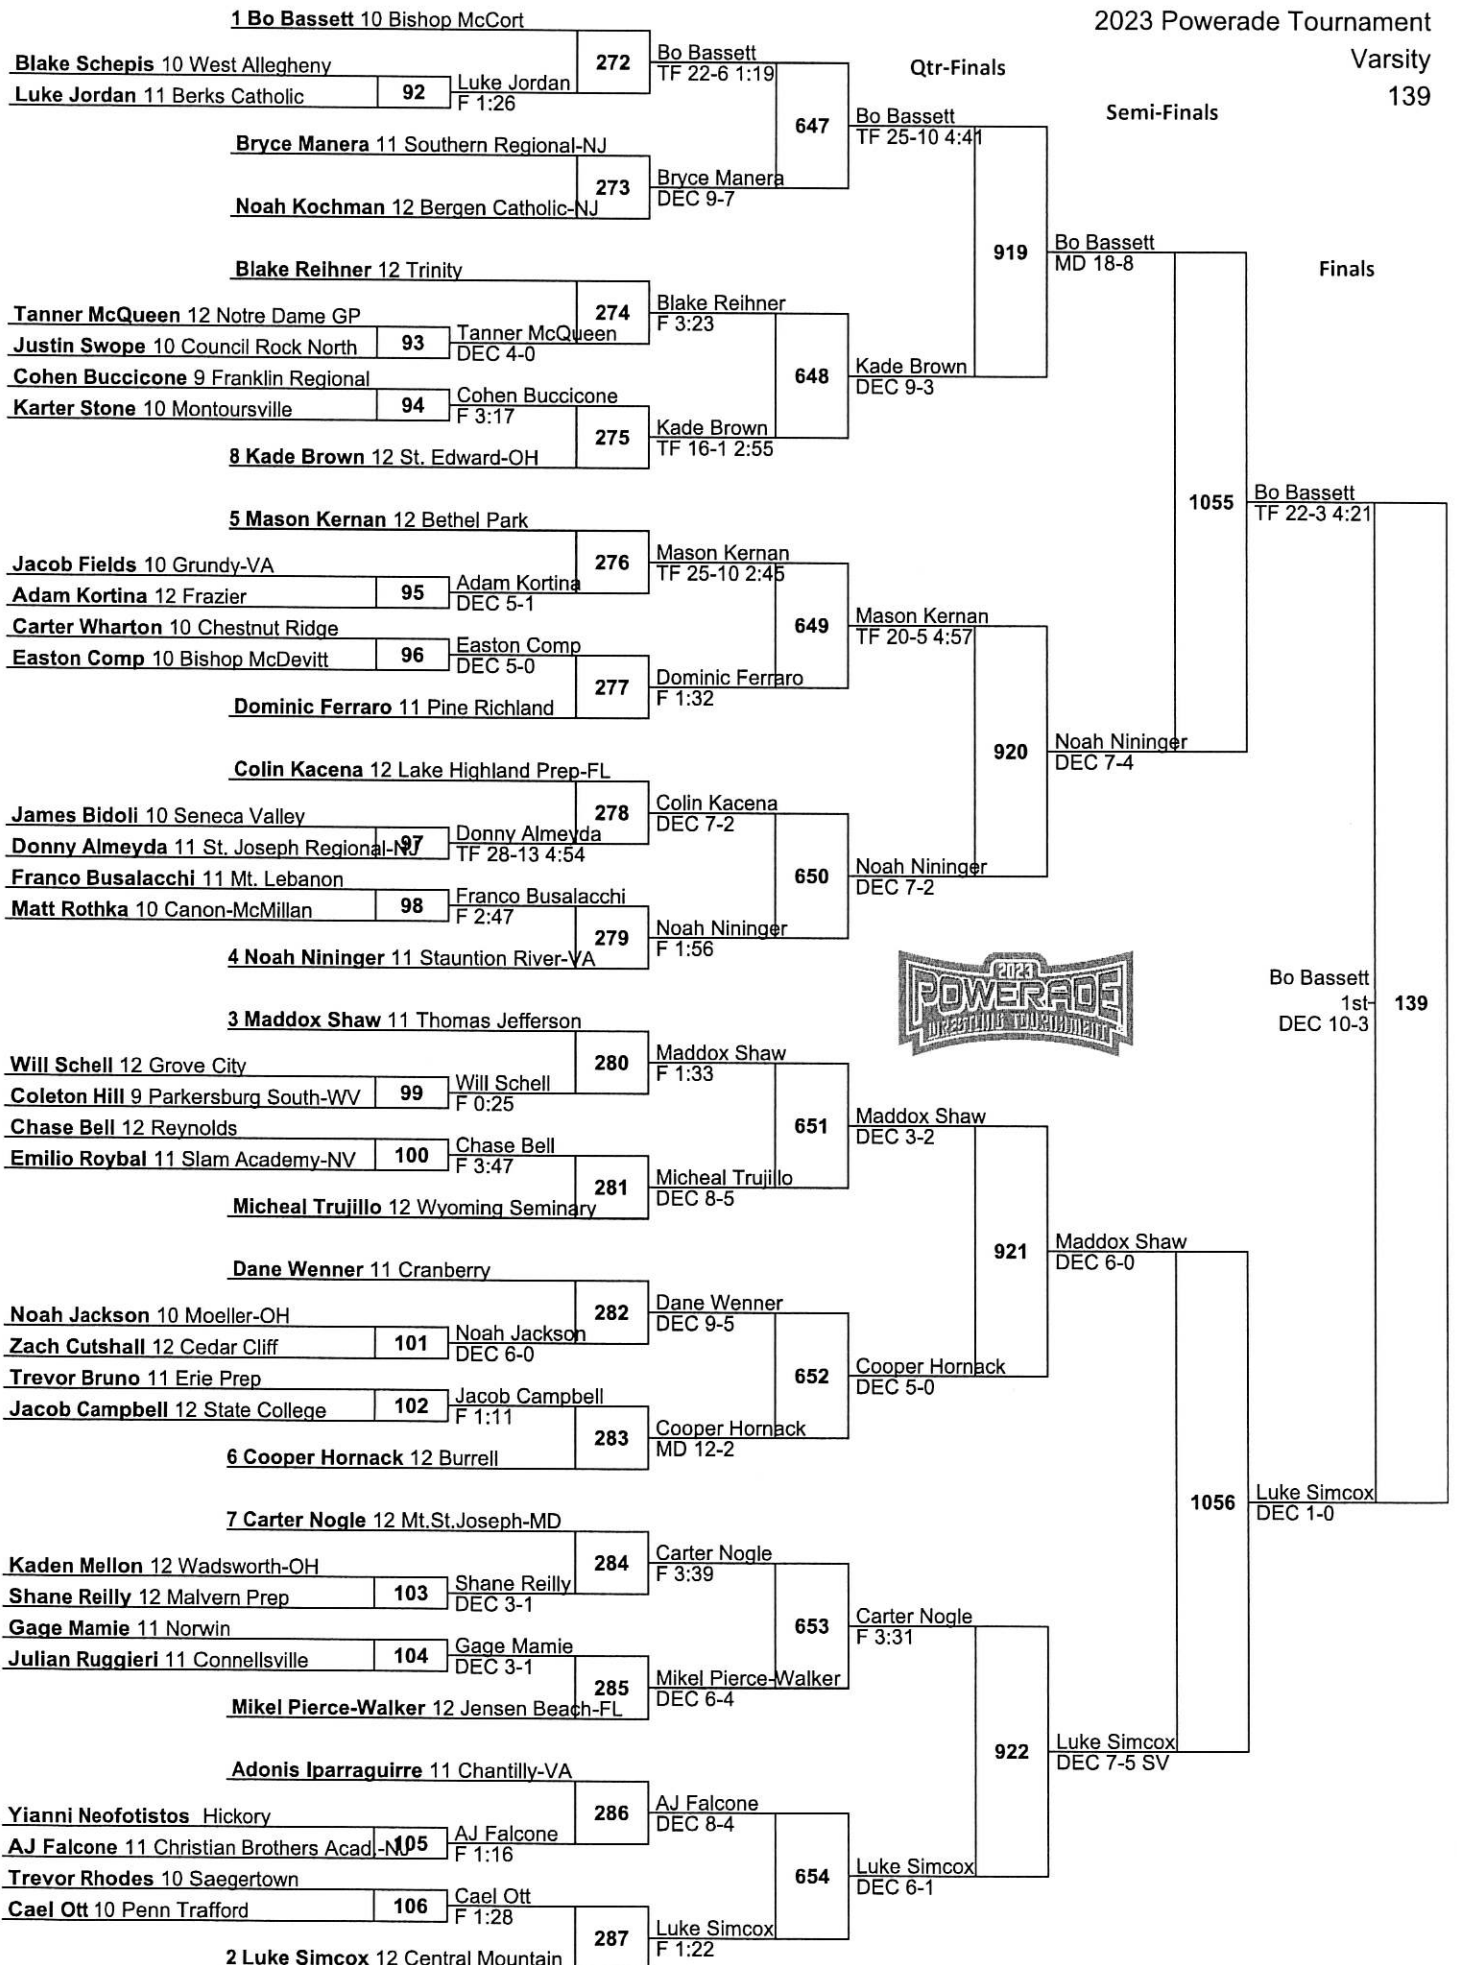 2023 Powerade Tournament
Varsity
139
Qtr-Finals
Semi-Finals
Finals
1 Bo Bassett 10 Bishop McCort
272
Bo Bassett
TF 22-6 1:19
Blake Schepis 10 West Allegheny
Luke Jordan 11 Berks Catholic
92
Luke Jordan
F 1:26
647
Bo Bassett
TF 25-10 4:41
Bryce Manera 11 Southern Regional-NJ
273
Bryce Manera
DEC 9-7
Noah Kochman 12 Bergen Catholic-NJ
919
Bo Bassett
MD 18-8
Blake Reihner 12 Trinity
274
Blake Reihner
F 3:23
Tanner McQueen 12 Notre Dame GP
Justin Swope 10 Council Rock North
93
Tanner McQueen
DEC 4-0
648
Kade Brown
DEC 9-3
Cohen Buccicone 9 Franklin Regional
Karter Stone 10 Montoursville
94
Cohen Buccicone
F 3:17
275
Kade Brown
TF 16-1 2:55
8 Kade Brown 12 St. Edward-OH
1055
Bo Bassett
TF 22-3 4:21
5 Mason Kernan 12 Bethel Park
276
Mason Kernan
TF 25-10 2:45
Jacob Fields 10 Grundy-VA
Adam Kortina 12 Frazier
95
Adam Kortina
DEC 5-1
649
Mason Kernan
TF 20-5 4:57
Carter Wharton 10 Chestnut Ridge
Easton Comp 10 Bishop McDevitt
96
Easton Comp
DEC 5-0
277
Dominic Ferraro
F 1:32
Dominic Ferraro 11 Pine Richland
920
Noah Nininger
DEC 7-4
Colin Kacena 12 Lake Highland Prep-FL
278
Colin Kacena
DEC 7-2
James Bidoli 10 Seneca Valley
Donny Almeyda 11 St. Joseph Regional-NJ
97
Donny Almeyda
TF 28-13 4:54
650
Noah Nininger
DEC 7-2
Franco Busalacchi 11 Mt. Lebanon
Matt Rothka 10 Canon-McMillan
98
Franco Busalacchi
F 2:47
279
Noah Nininger
F 1:56
4 Noah Nininger 11 Stauntion River-VA
2023
POWERADE
WRESTLING TOURNAMENT
Bo Bassett
1st
DEC 10-3
139
3 Maddox Shaw 11 Thomas Jefferson
280
Maddox Shaw
F 1:33
Will Schell 12 Grove City
Coleton Hill 9 Parkersburg South-WV
99
Will Schell
F 0:25
651
Maddox Shaw
DEC 3-2
Chase Bell 12 Reynolds
Emilio Roybal 11 Slam Academy-NV
100
Chase Bell
F 3:47
281
Micheal Trujillo
DEC 8-5
Micheal Trujillo 12 Wyoming Seminary
921
Maddox Shaw
DEC 6-0
Dane Wenner 11 Cranberry
282
Dane Wenner
DEC 9-5
Noah Jackson 10 Moeller-OH
Zach Cutshall 12 Cedar Cliff
101
Noah Jackson
DEC 6-0
652
Cooper Hornack
DEC 5-0
Trevor Bruno 11 Erie Prep
Jacob Campbell 12 State College
102
Jacob Campbell
F 1:11
283
Cooper Hornack
MD 12-2
6 Cooper Hornack 12 Burrell
1056
Luke Simcox
DEC 1-0
7 Carter Nogle 12 Mt.St.Joseph-MD
284
Carter Nogle
F 3:39
Kaden Mellon 12 Wadsworth-OH
Shane Reilly 12 Malvern Prep
103
Shane Reilly
DEC 3-1
653
Carter Nogle
F 3:31
Gage Mamie 11 Norwin
Julian Ruggieri 11 Connellsville
104
Gage Mamie
DEC 3-1
285
Mikel Pierce-Walker
DEC 6-4
Mikel Pierce-Walker 12 Jensen Beach-FL
922
Luke Simcox
DEC 7-5 SV
Adonis Iparraguirre 11 Chantilly-VA
286
AJ Falcone
DEC 8-4
Yianni Neofotistos Hickory
AJ Falcone 11 Christian Brothers Acad.-NJ
105
AJ Falcone
F 1:16
654
Luke Simcox
DEC 6-1
Trevor Rhodes 10 Saegertown
Cael Ott 10 Penn Trafford
106
Cael Ott
F 1:28
287
Luke Simcox
F 1:22
2 Luke Simcox 12 Central Mountain